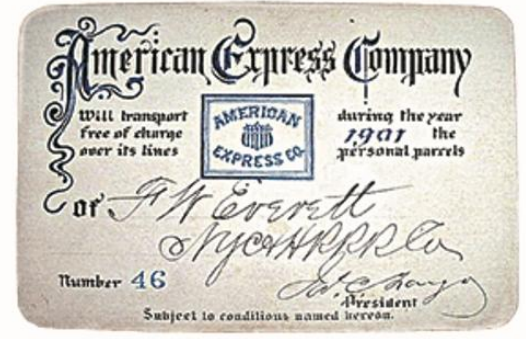 American Express Company
Will transport
free of charge
over its lines
AMERICAN
EXPRESS CO.
during the year
1901 the
personal parcels
of F W Everett
NYC&HRRR Co
Number 46
President
Subject to conditions named hereon.